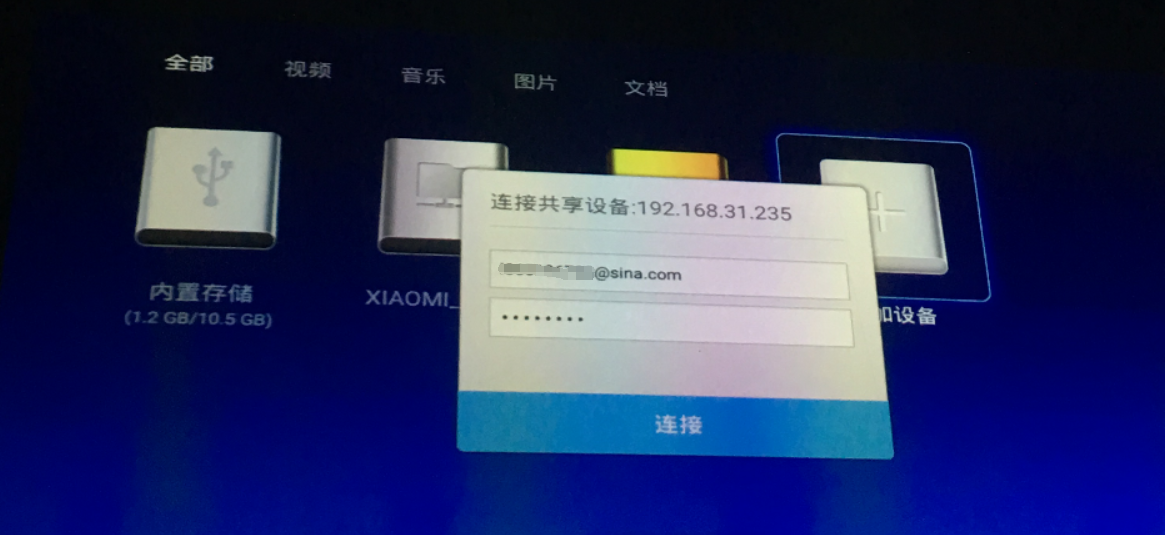 全部
视频
音乐
图片
文档
连接共享设备:192.168.31.235
@sina.com
••••••••
内置存储
(1.2 GB/10.5 GB)
XIAOMI_
加设备
连接